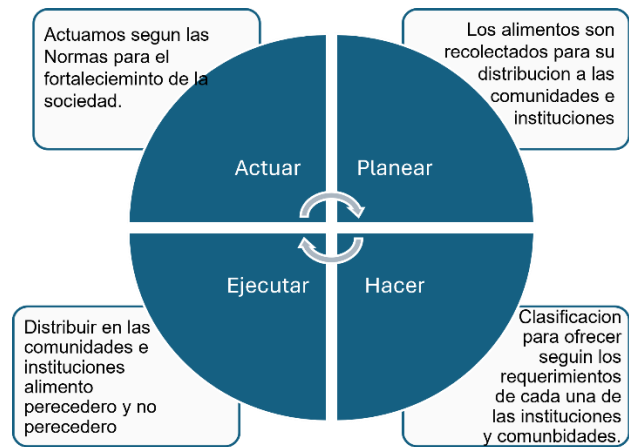 Actuamos segun las
Normas para el
fortalecieminto de la
sociedad.
Los alimentos son
recolectados para su
distribucion a las
comunidades e
instituciones
Actuar
Planear
Ejecutar
Hacer
Distribuir en las
comunidades e
instituciones
alimento
perecedero y no
perecedero
Clasificacion
para ofrecer
seguin los
requerimientos
de cada una de
las instituciones
y comunbidades.